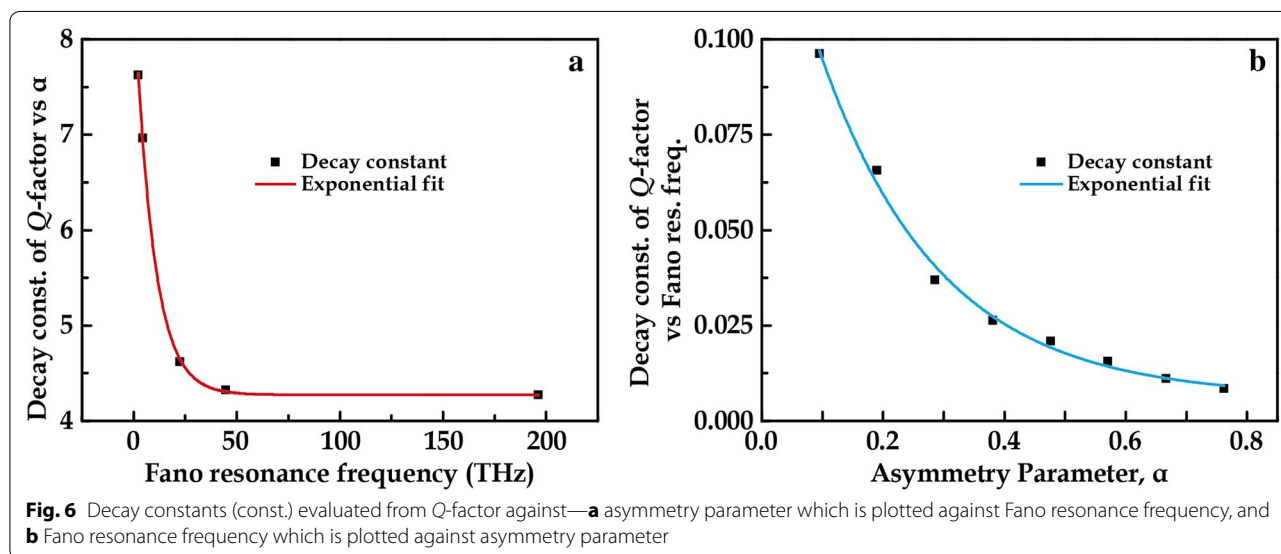 8
7
6
5
4
Decay const. of Q-factor vs α
a
Decay constant
Exponential fit
0 50 100 150 200
Fano resonance frequency (THz)
0.100
0.075
0.050
0.025
0.000
Decay const. of Q-factor
vs Fano res. freq.
b
Decay constant
Exponential fit
0.0 0.2 0.4 0.6 0.8
Asymmetry Parameter, α
Fig. 6 Decay constants (const.) evaluated from Q-factor against—a asymmetry parameter which is plotted against Fano resonance frequency, and
b Fano resonance frequency which is plotted against asymmetry parameter